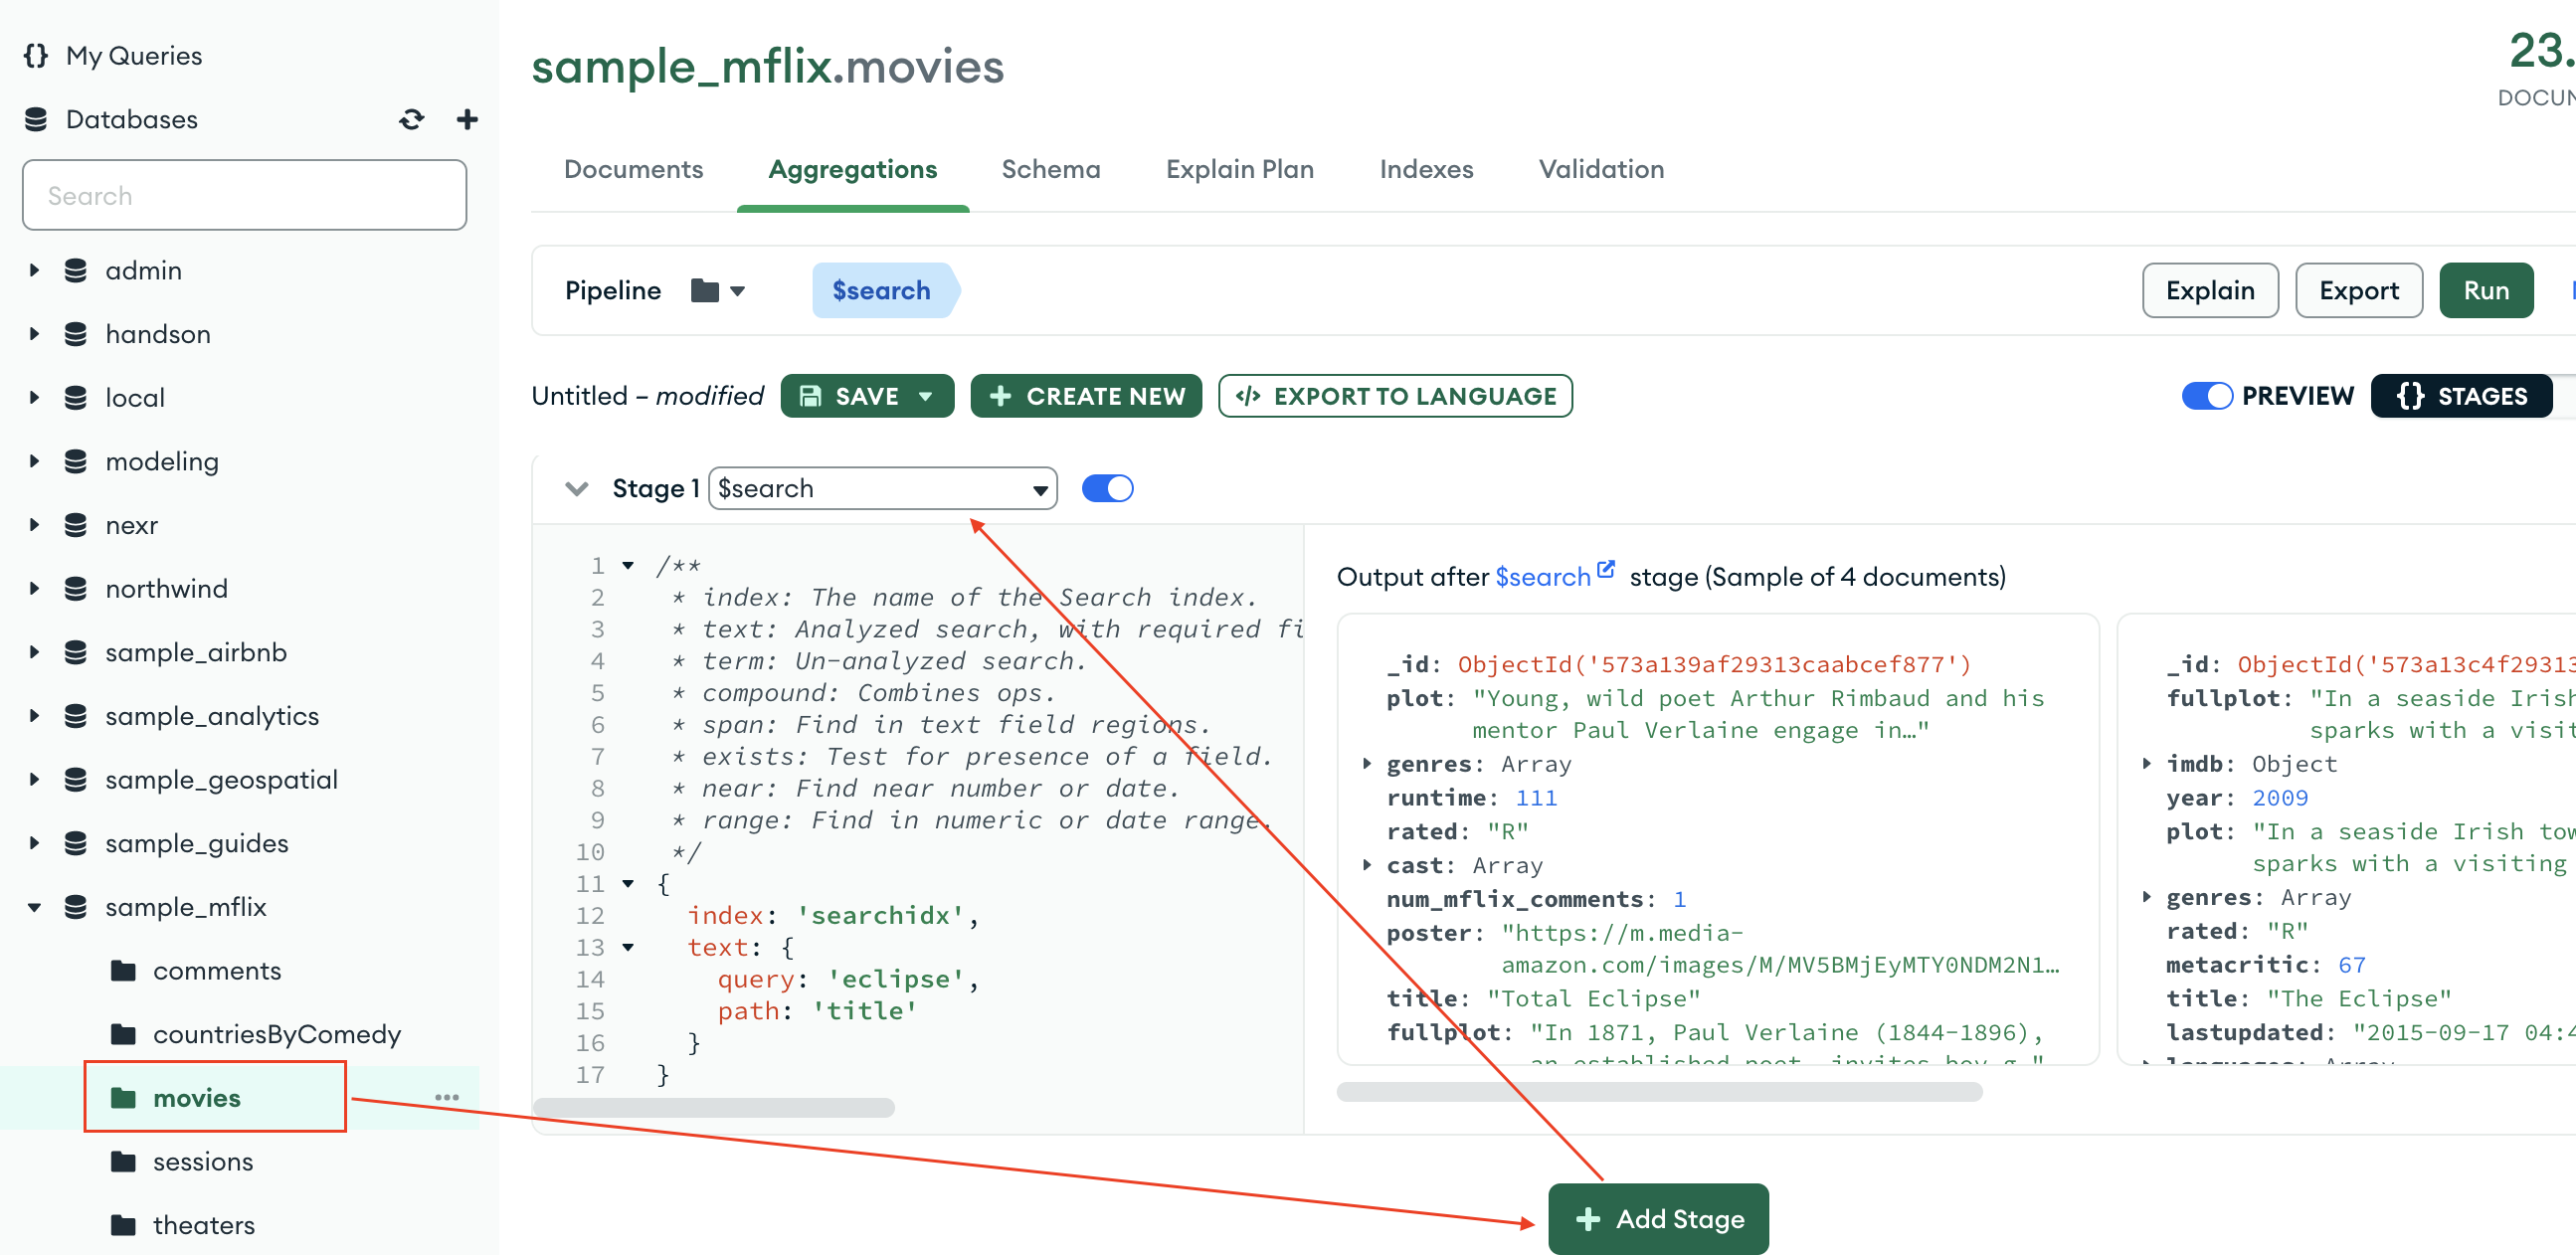 My Queries
Databases
Search
admin
handson
local
modeling
nexr
northwind
sample_airbnb
sample_analytics
sample_geospatial
sample_guides
sample_mflix
comments
countriesByComedy
movies
sessions
theaters
sample_mflix.movies
23.
DOCUN
Documents Aggregations Schema Explain Plan Indexes Validation
Pipeline $search Explain Export Run
Untitled – modified SAVE CREATE NEW </> EXPORT TO LANGUAGE PREVIEW {} STAGES
Stage 1 $search
1 /**
2 * index: The name of the Search index.
3 * text: Analyzed search, with required fi
4 * term: Un-analyzed search.
5 * compound: Combines ops.
6 * span: Find in text field regions.
7 * exists: Test for presence of a field.
8 * near: Find near number or date.
9 * range: Find in numeric or date range.
10 */
11 {
12 index: 'searchidx',
13 text: {
14 query: 'eclipse',
15 path: 'title'
16 }
17 }
Output after $search stage (Sample of 4 documents)
_id: ObjectId('573a139af29313caabcef877')
plot: "Young, wild poet Arthur Rimbaud and his
mentor Paul Verlaine engage in…"
genres: Array
runtime: 111
rated: "R"
cast: Array
num_mflix_comments: 1
poster: "https://m.media-
amazon.com/images/M/MV5BMjEyMTY0NDM2N1…
title: "Total Eclipse"
fullplot: "In 1871, Paul Verlaine (1844-1896),
an established poet, invites boy-g…"
_id: ObjectId('573a13c4f29313
fullplot: "In a seaside Irish
sparks with a visit
imdb: Object
year: 2009
plot: "In a seaside Irish tow
sparks with a visiting
genres: Array
rated: "R"
metacritic: 67
title: "The Eclipse"
lastupdated: "2015-09-17 04:4
languages: Array
Add Stage